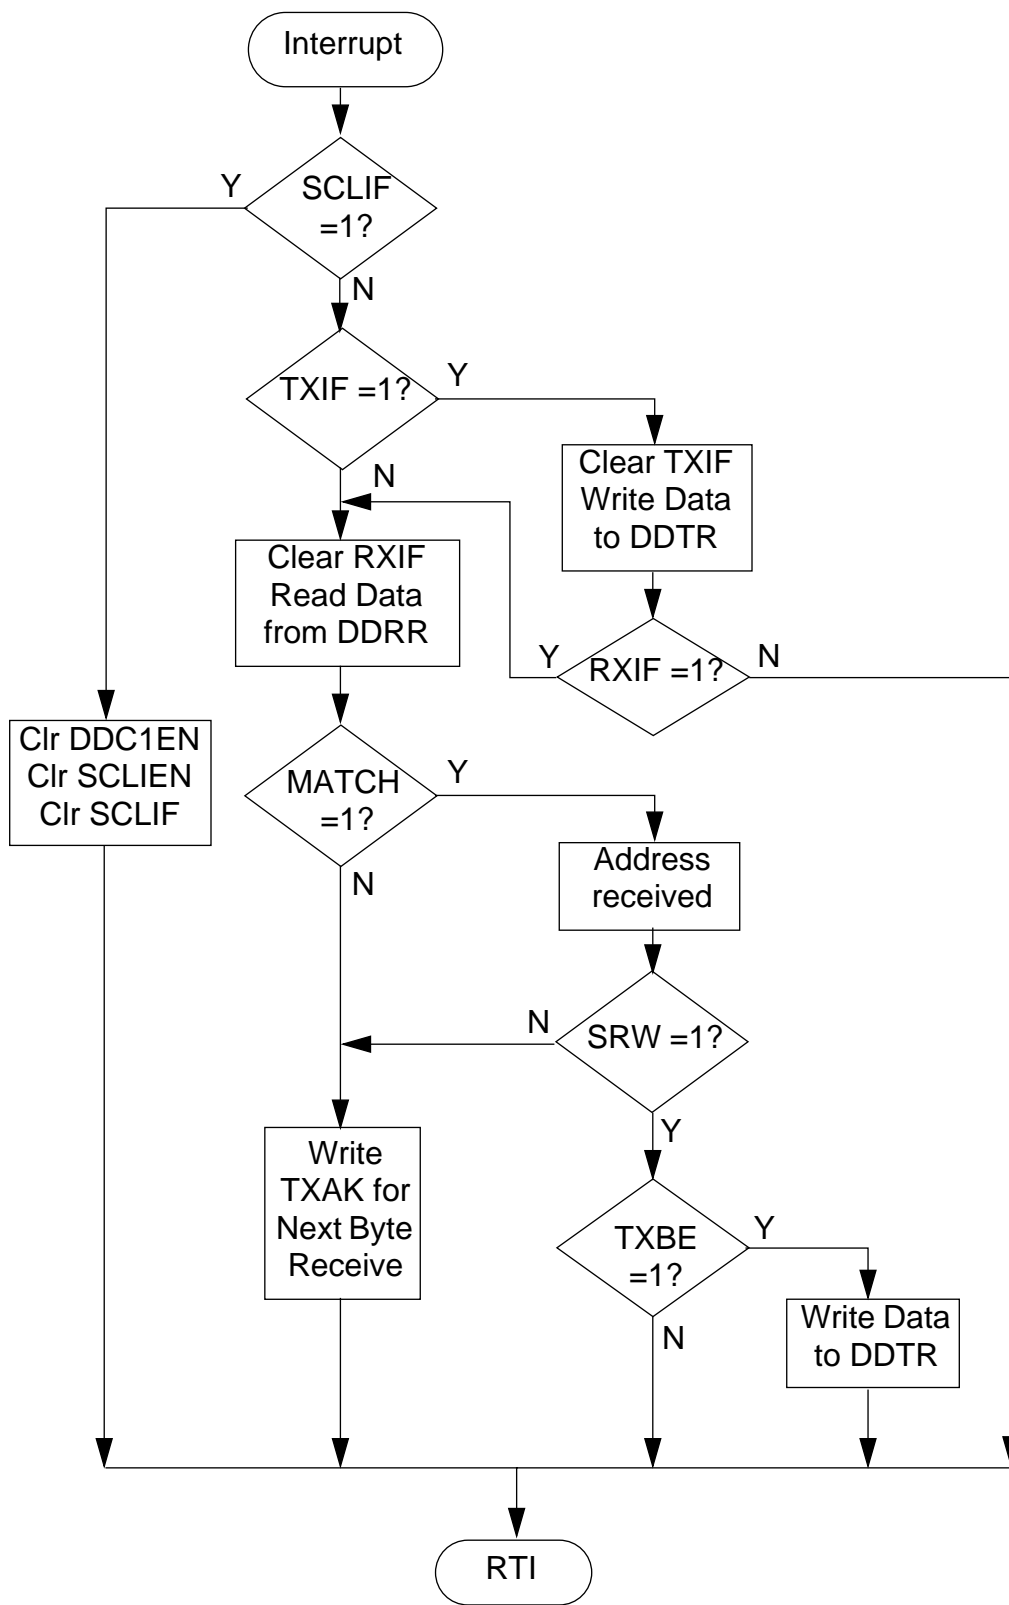 Interrupt
Y
SCLIF
=1?
N
TXIF =1?
Y
N
Clear TXIF
Write Data
to DDTR
Clear RXIF
Read Data
from DDRR
Y
RXIF =1?
N
Clr DDC1EN
Clr SCLIEN
Clr SCLIF
MATCH
=1?
Y
N
Address
received
N
SRW =1?
Y
Write
TXAK for
Next Byte
Receive
TXBE
=1?
Y
N
Write Data
to DDTR
RTI